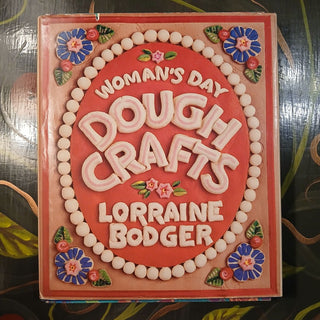 WOMAN'S DAY
DOUGH
CRAFTS
LORRAINE
BODGER